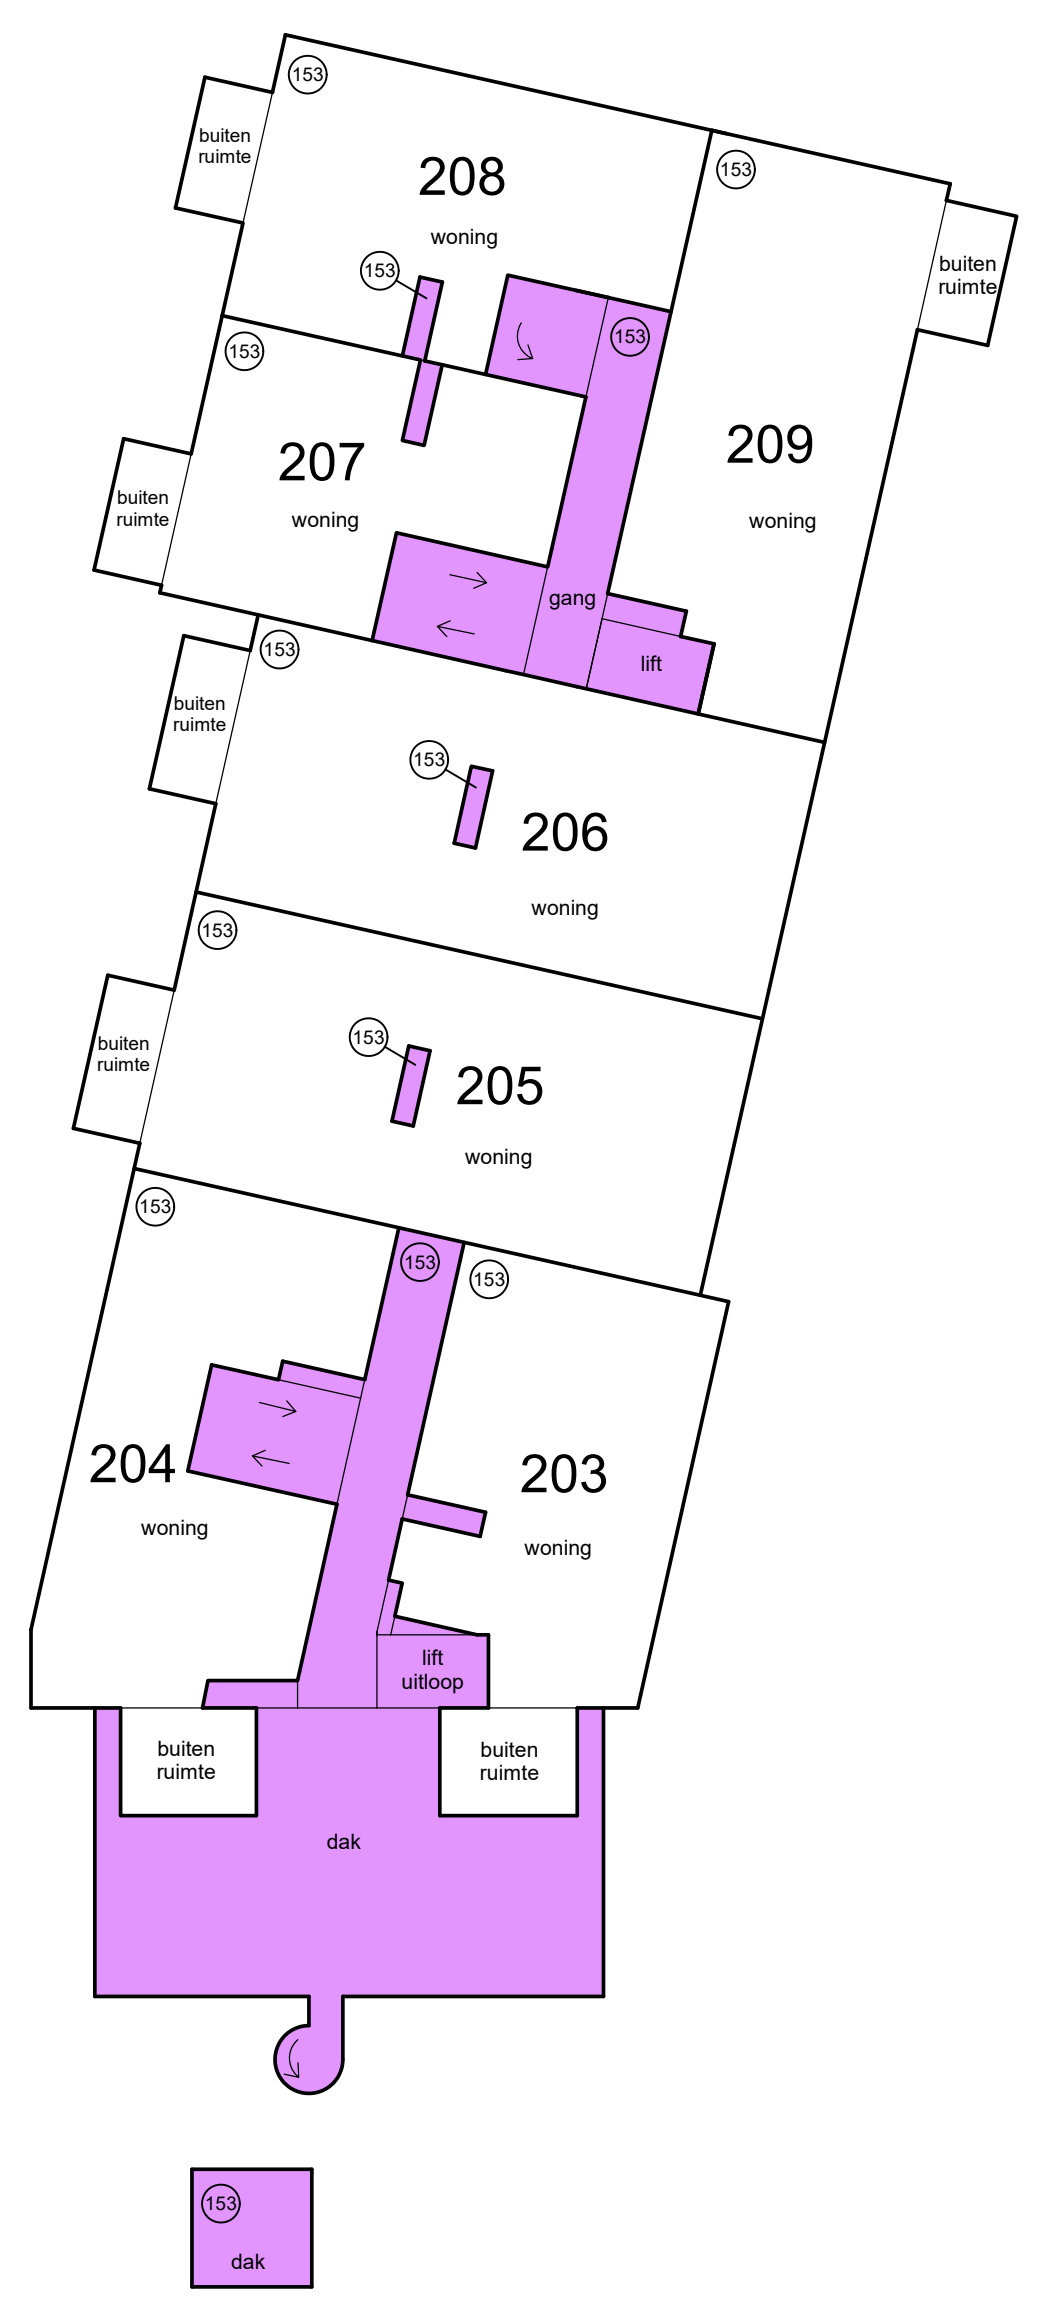 153
buiten
ruimte
208
woning
153
153
buiten
ruimte
153
153
153
207
woning
209
woning
buiten
ruimte
gang
lift
153
buiten
ruimte
153
206
woning
153
153
buiten
ruimte
205
woning
153
153
153
204
woning
203
woning
lift
uitloop
buiten
ruimte
buiten
ruimte
dak
153
dak